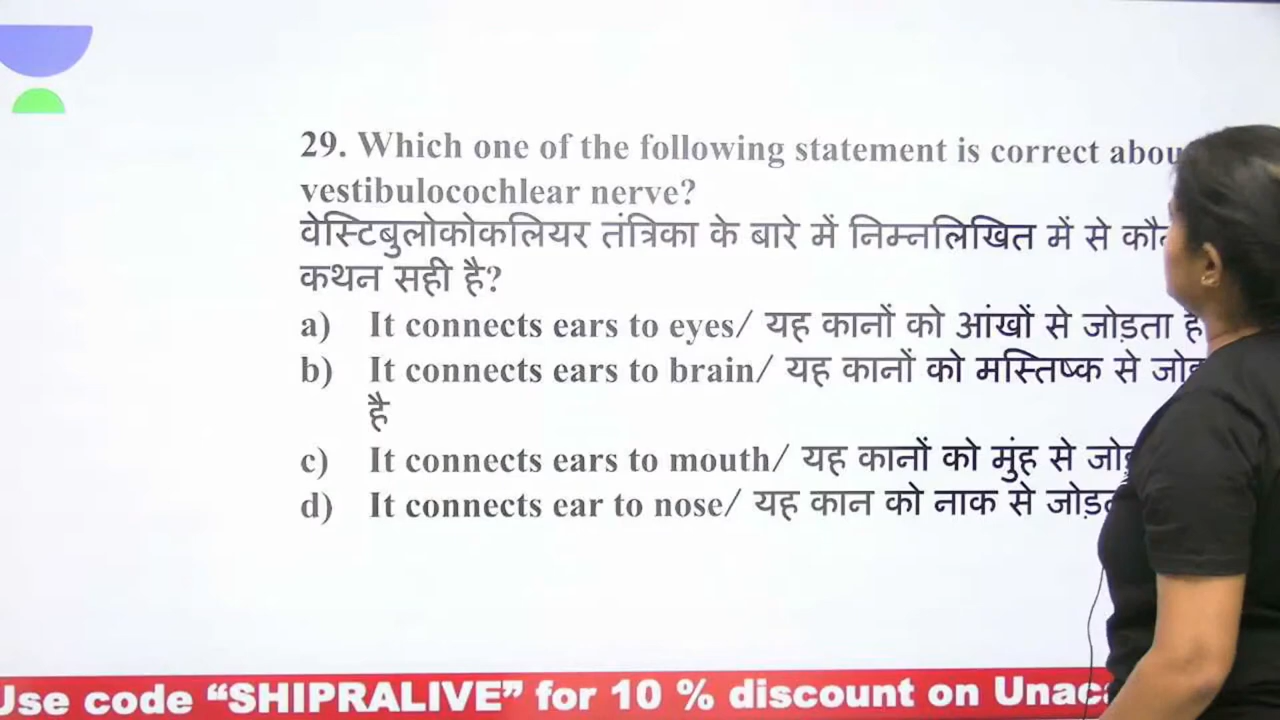 29. Which one of the following statement is correct
vestibulocochlear nerve?
वेस्टिबुलोकोकलियर तंत्रिका के बारे में निम्नलिखित में से
कथन सही है?
a) It connects ears to eyes/ यह कानों को आंखों से जोड़ता
b) It connects ears to brain/ यह कानों को मस्तिष्क से
है
c) It connects ears to mouth/ यह कानों को मुंह से
d) It connects ear to nose/ यह कान को नाक से
Use code “SHIPRALIVE” for 10 % discount on